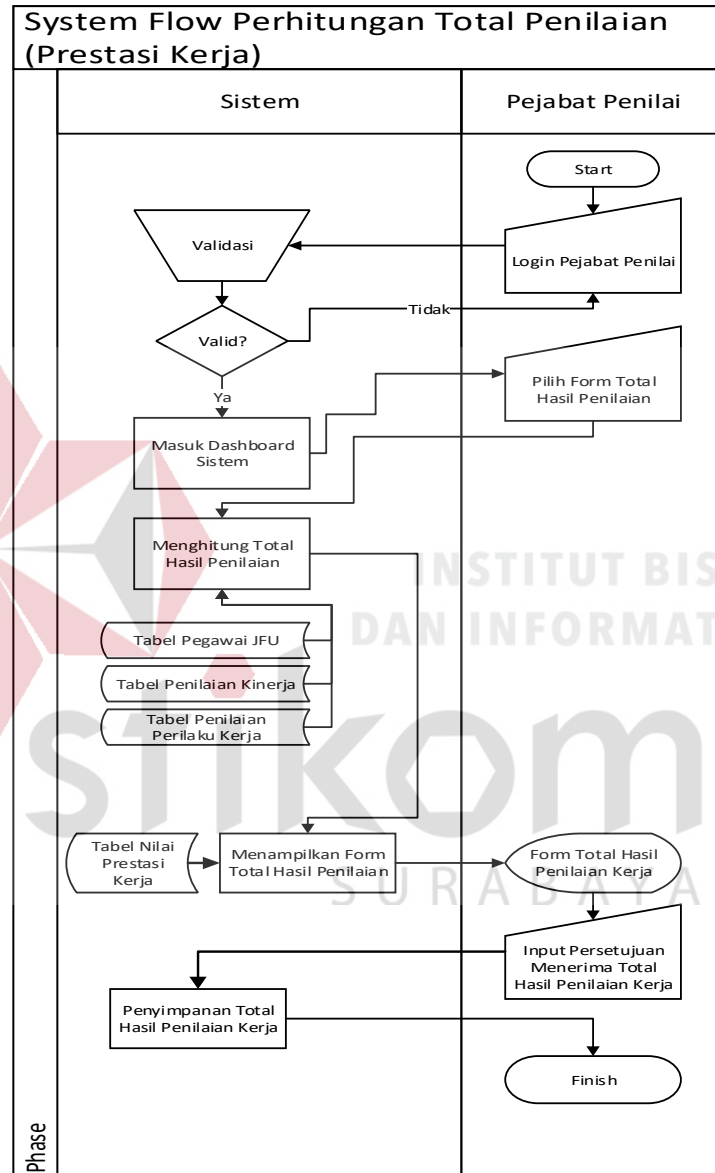 System Flow Perhitungan Total Penilaian
(Prestasi Kerja)
Sistem
Pejabat Penilai
Start
Validasi
Login Pejabat Penilai
Tidak
Valid?
Ya
Pilih Form Total
Hasil Penilaian
Masuk Dashboard
Sistem
Menghitung Total
Hasil Penilaian
INSTITUT BIS
DAN INFORMAT
Tabel Pegawai JFU
Tabel Penilaian Kinerja
Tabel Penilaian
Perilaku Kerja
stikom
SURABAYA
Tabel Nilai
Prestasi
Kerja
Menampilkan Form
Total Hasil Penilaian
Form Total Hasil
Penilaian Kerja
Input Persetujuan
Menerima Total
Hasil Penilaian Kerja
Penyimpanan Total
Hasil Penilaian Kerja
Finish
Phase